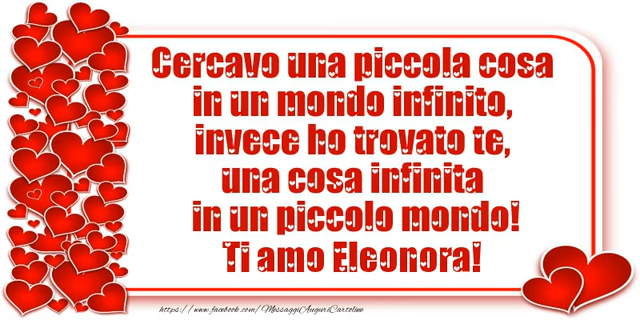 Cercavo una piccola cosa
in un mondo infinito,
invece ho trovato te,
una cosa infinita
in un piccolo mondo!
Ti amo Eleonora!
https://www.facebook.com/MessaggiAuguriCartoline